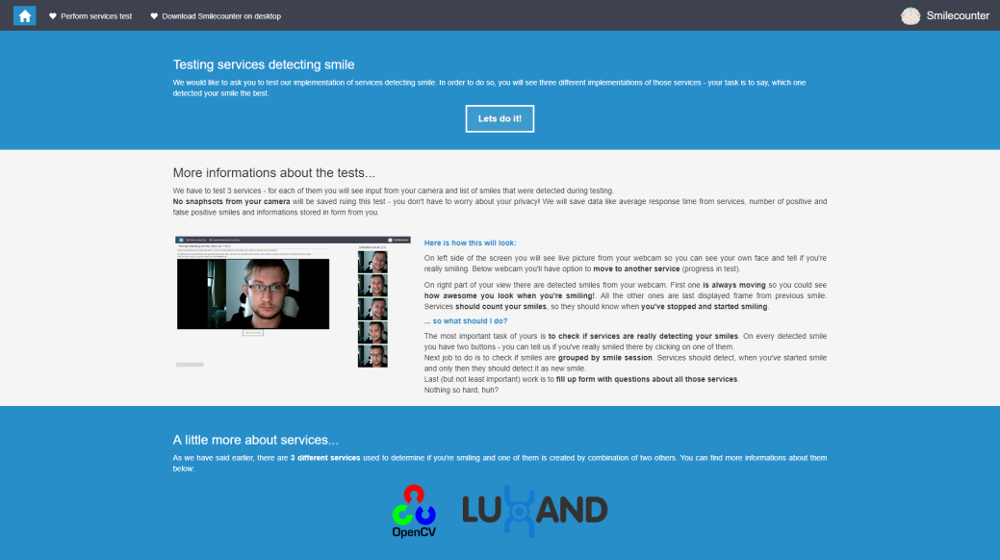 Perform services test
Download Smilecounter on desktop
Smilecounter
Testing services detecting smile
We would like to ask you to test our implementation of services detecting smile. In order to do so, you will see three different implementations of those services - your task is to say, which one
detected your smile the best.
Lets do it!
More informations about the tests...
We have to test 3 services - for each of them you will see input from your camera and list of smiles that were detected during testing.
No snaphsots from your camera will be saved ruing this test - you don't have to worry about your privacy! We will save data like average response time from services, number of positive and
false positive smiles and informations stored in form from you.
Here is how this will look:
On left side of the screen you will see live picture from your webcam so you can see your own face and tell if you're
really smiling. Below webcam you'll have option to move to another service (progress in test).
On right part of your view there are detected smiles from your webcam. First one is always moving so you could see
how awesome you look when you're smiling!. All the other ones are last displayed frame from previous smile.
Services should count your smiles, so they should know when you've stopped and started smiling.
... so what should I do?
The most important task of yours is to check if services are really detecting your smiles. On every detected smile
you have two buttons - you can tell us if you've really smiled there by clicking on one of them.
Next job to do is to check if smiles are grouped by smile session. Services should detect, when you've started smile
and only then they should detect it as new smile.
Last (but not least important) work is to fill up form with questions about all those services.
Nothing so hard, huh?
A little more about services...
As we have said earlier, there are 3 different services used to determine if you're smiling and one of them is created by combination of two others. You can find more informations about them
below:
OpenCV
LUXAND